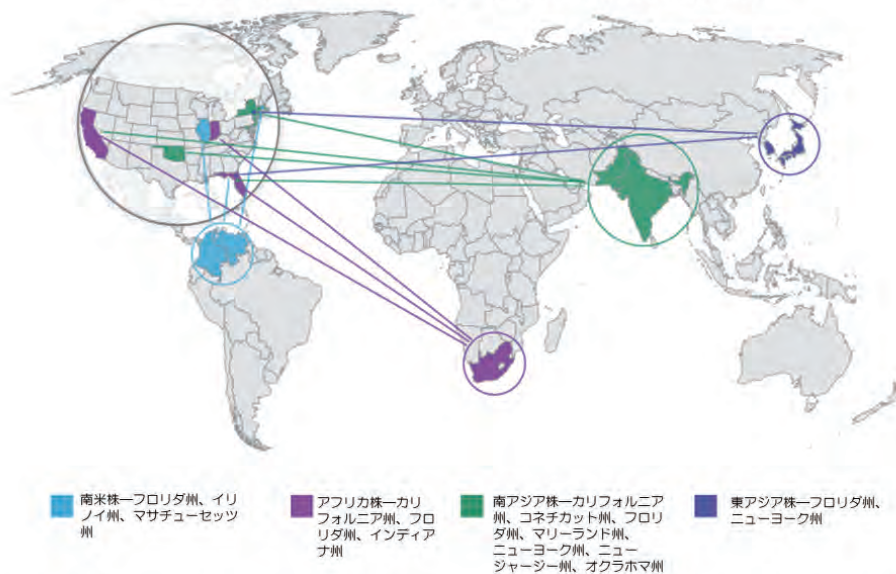 南米株―フロリダ州、イリ
ノイ州、マサチューセッツ
州
アフリカ株―カリ
フォルニア州、フロ
リダ州、インディア
ナ州
南アジア株―カリフォルニア
州、コネチカット州、フロリ
ダ州、マリーランド州、
ニューヨーク州、ニュー
ジャージー州、オクラホマ州
東アジア株―フロリダ州、
ニューヨーク州